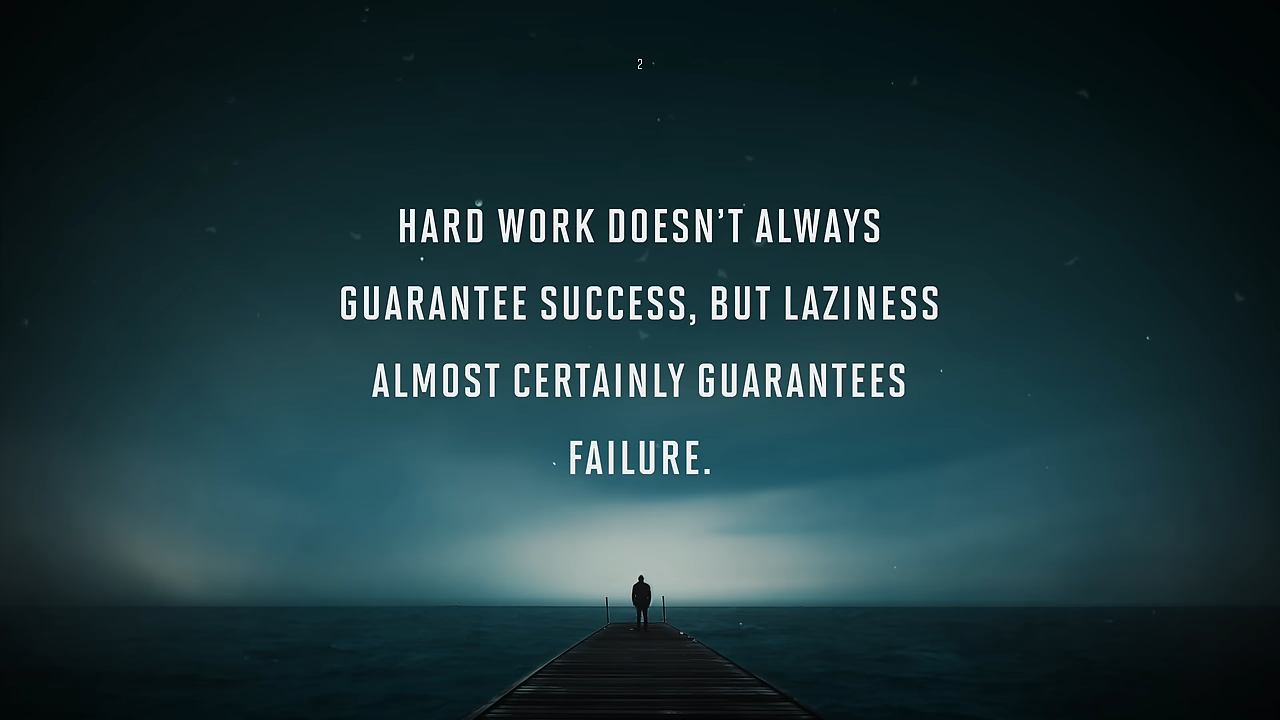 2
HARD WORK DOESN’T ALWAYS
GUARANTEE SUCCESS, BUT LAZINESS
ALMOST CERTAINLY GUARANTEES
FAILURE.